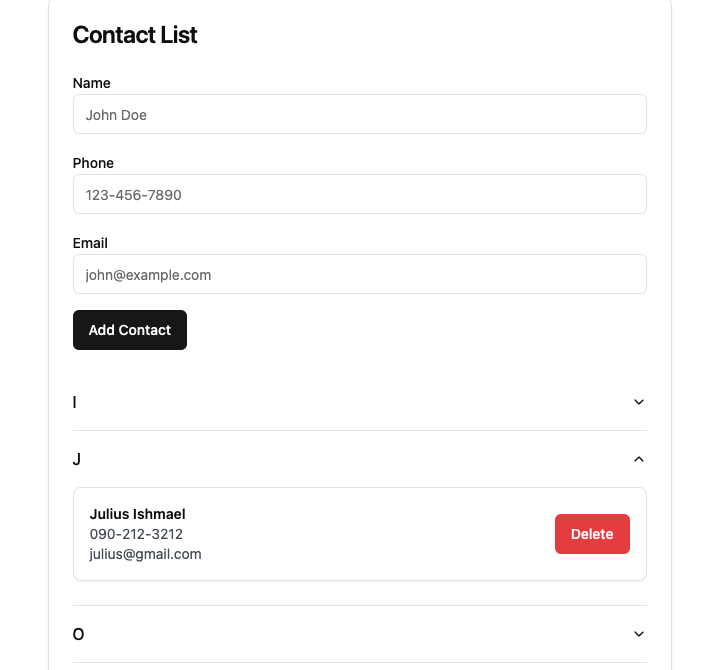 Contact List
Name
John Doe
Phone
123-456-7890
Email
john@example.com
Add Contact
I
J
Julius Ishmael
090-212-3212
julius@gmail.com
Delete
O